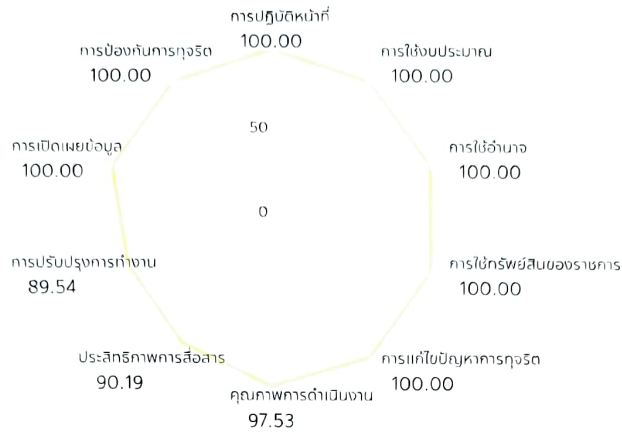 การปฏิบัติหน้าที่
100.00
การป้องกันการทุจริต
100.00
การใช้งบประมาณ
100.00
50
การเปิดเผยข้อมูล
100.00
การใช้อำนาจ
100.00
0
การปรับปรุงการทำงาน
89.54
การใช้ทรัพย์สินของราชการ
100.00
ประสิทธิภาพการสื่อสาร
90.19
การแก้ไขปัญหาการทุจริต
100.00
คุณภาพการดำเนินงาน
97.53